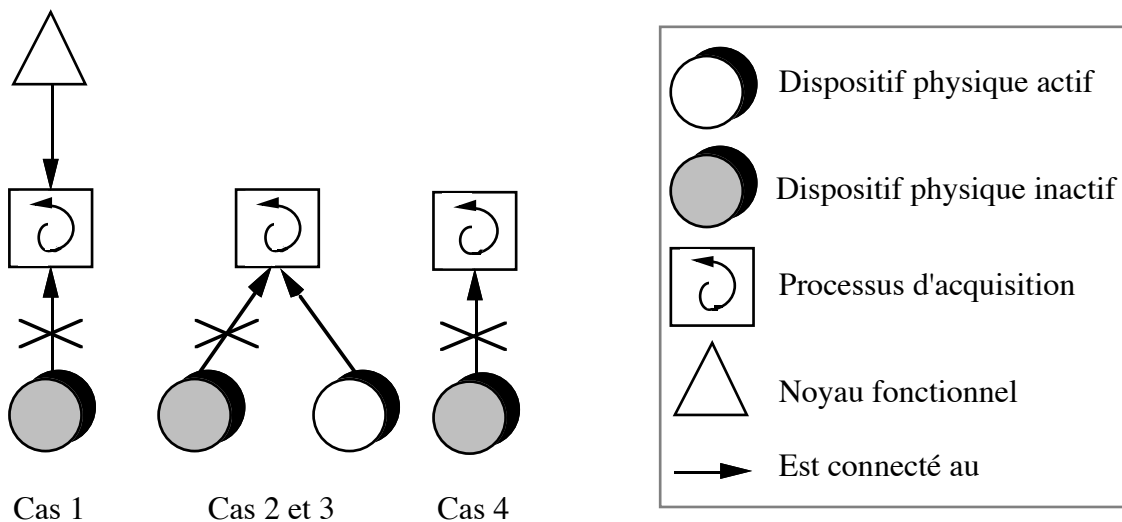 Dispositif physique actif
Dispositif physique inactif
Processus d'acquisition
Noyau fonctionnel
Est connecté au
Cas 1
Cas 2 et 3
Cas 4